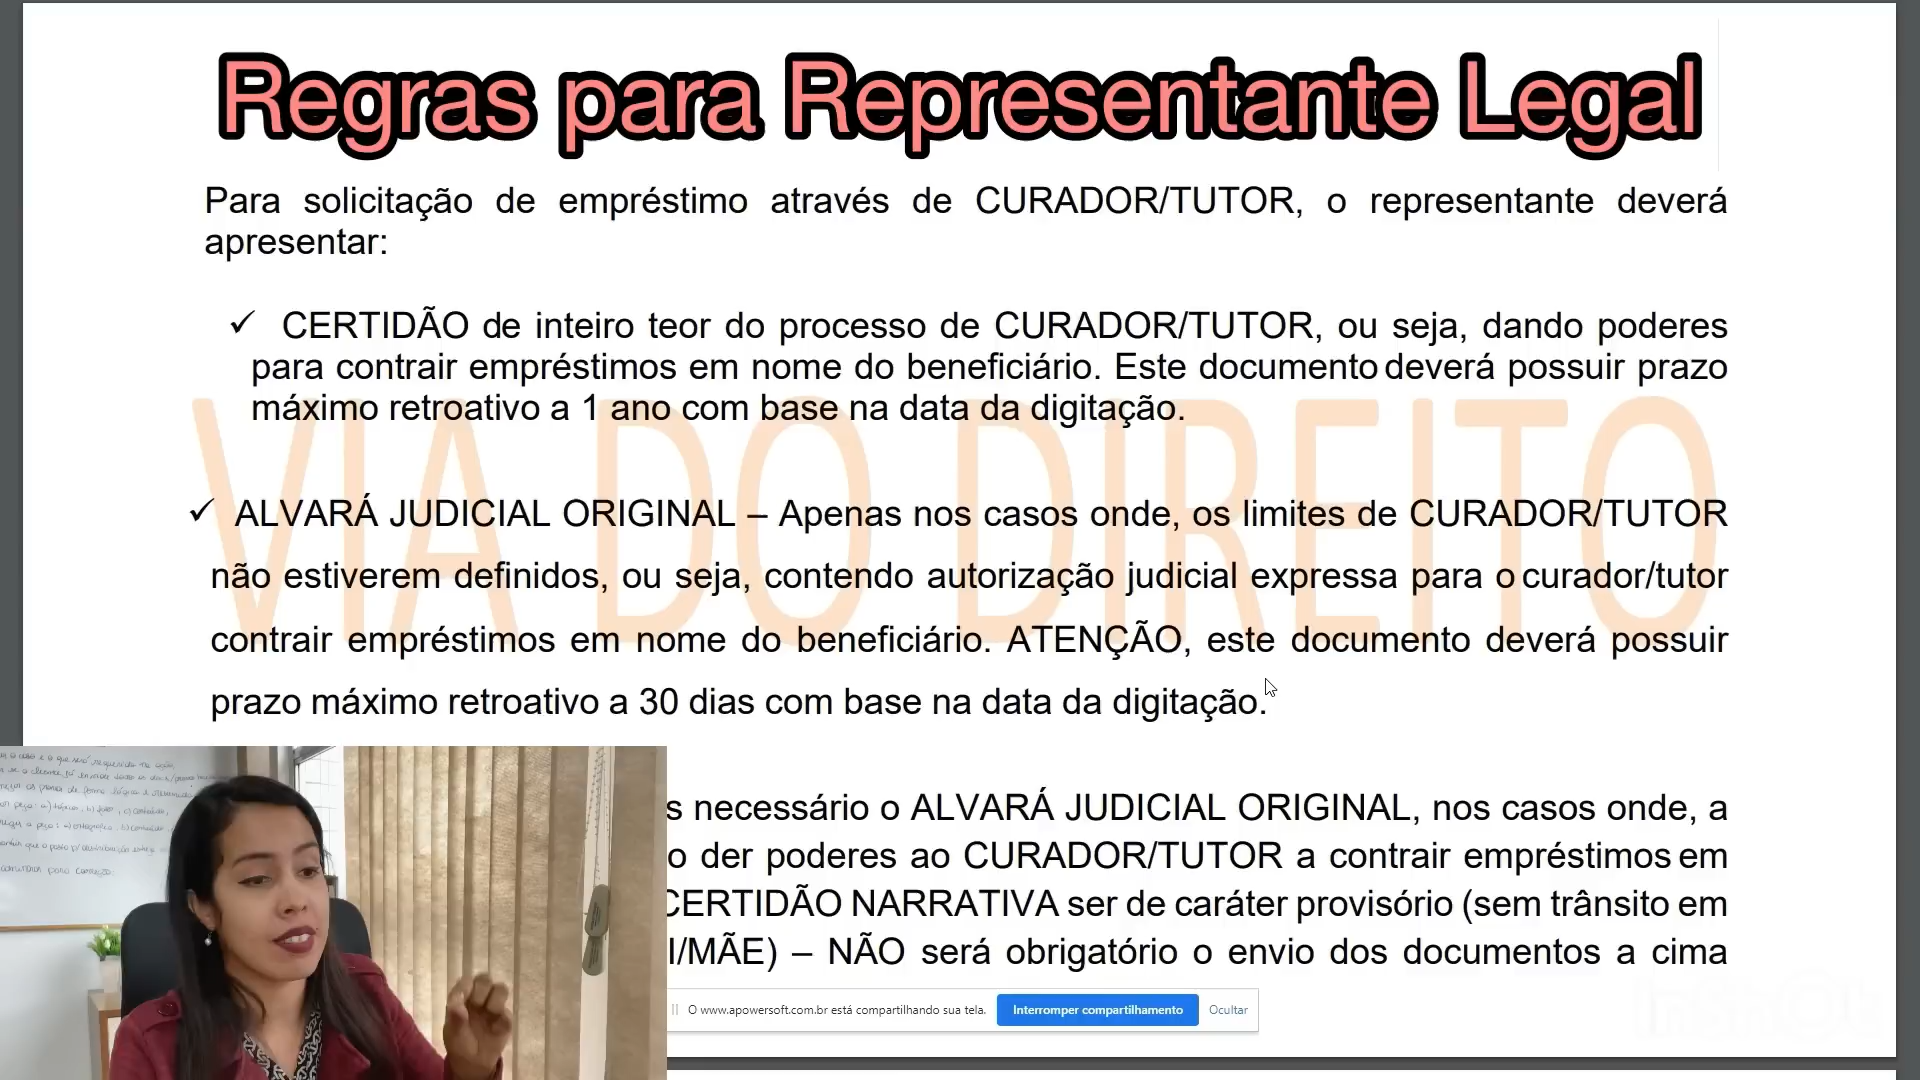 Regras para Representante Legal
Para solicitação de empréstimo através de CURADOR/TUTOR, o representante deverá
apresentar:
✓ CERTIDÃO de inteiro teor do processo de CURADOR/TUTOR, ou seja, dando poderes
para contrair empréstimos em nome do beneficiário. Este documento deverá possuir prazo
máximo retroativo a 1 ano com base na data da digitação.
VIA DO DIREITO
✓ ALVARÁ JUDICIAL ORIGINAL – Apenas nos casos onde, os limites de CURADOR/TUTOR
não estiverem definidos, ou seja, contendo autorização judicial expressa para o curador/tutor
contrair empréstimos em nome do beneficiário. ATENÇÃO, este documento deverá possuir
prazo máximo retroativo a 30 dias com base na data da digitação.
s necessário o ALVARÁ JUDICIAL ORIGINAL, nos casos onde, a
o der poderes ao CURADOR/TUTOR a contrair empréstimos em
CERTIDÃO NARRATIVA ser de caráter provisório (sem trânsito em
I/MÃE) – NÃO será obrigatório o envio dos documentos a cima
O www.apowersoft.com.br está compartilhando sua tela.
Interromper compartilhamento
Ocultar